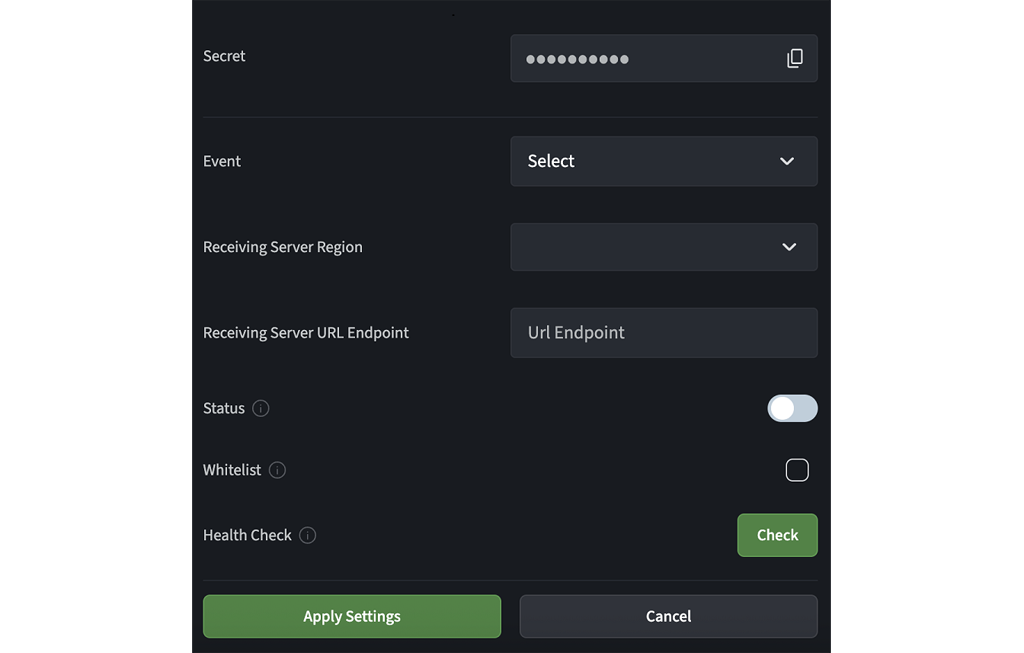 Secret
●●●●●●●●●●
Event
Select
Receiving Server Region
Receiving Server URL Endpoint
Url Endpoint
Status
Whitelist
Health Check
Check
Apply Settings
Cancel